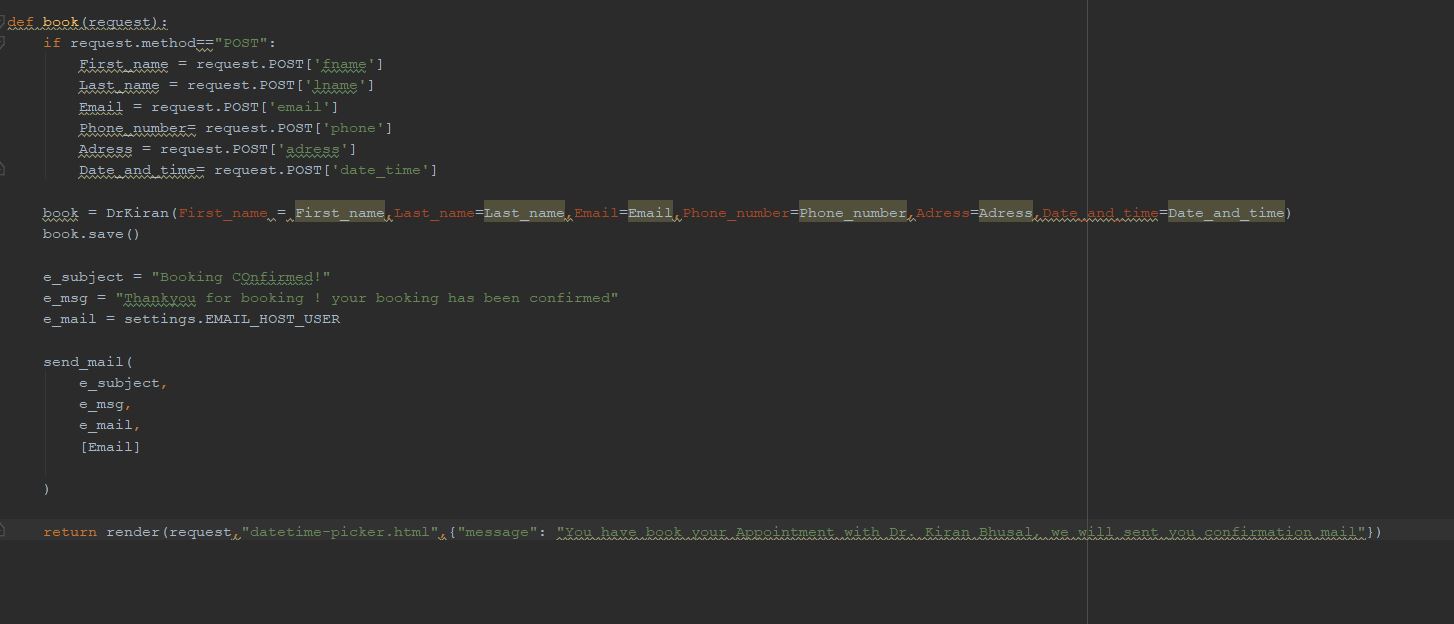 def book(request):
    if request.method=="POST":
        First_name = request.POST['fname']
        Last_name = request.POST['lname']
        Email = request.POST['email']
        Phone_number= request.POST['phone']
        Adress = request.POST['adress']
        Date_and_time= request.POST['date_time']
    book = DrKiran(First_name = First_name,Last_name=Last_name,Email=Email,Phone_number=Phone_number,Adress=Adress,Date_and_time=Date_and_time)
    book.save()
    e_subject = "Booking COnfirmed!"
    e_msg = "Thankyou for booking ! your booking has been confirmed"
    e_mail = settings.EMAIL_HOST_USER
    send_mail(
        e_subject,
        e_msg,
        e_mail,
        [Email]
    )
    return render(request,"datetime-picker.html",{"message": "You have book your Appointment with Dr. Kiran Bhusal, we will sent you confirmation mail"})